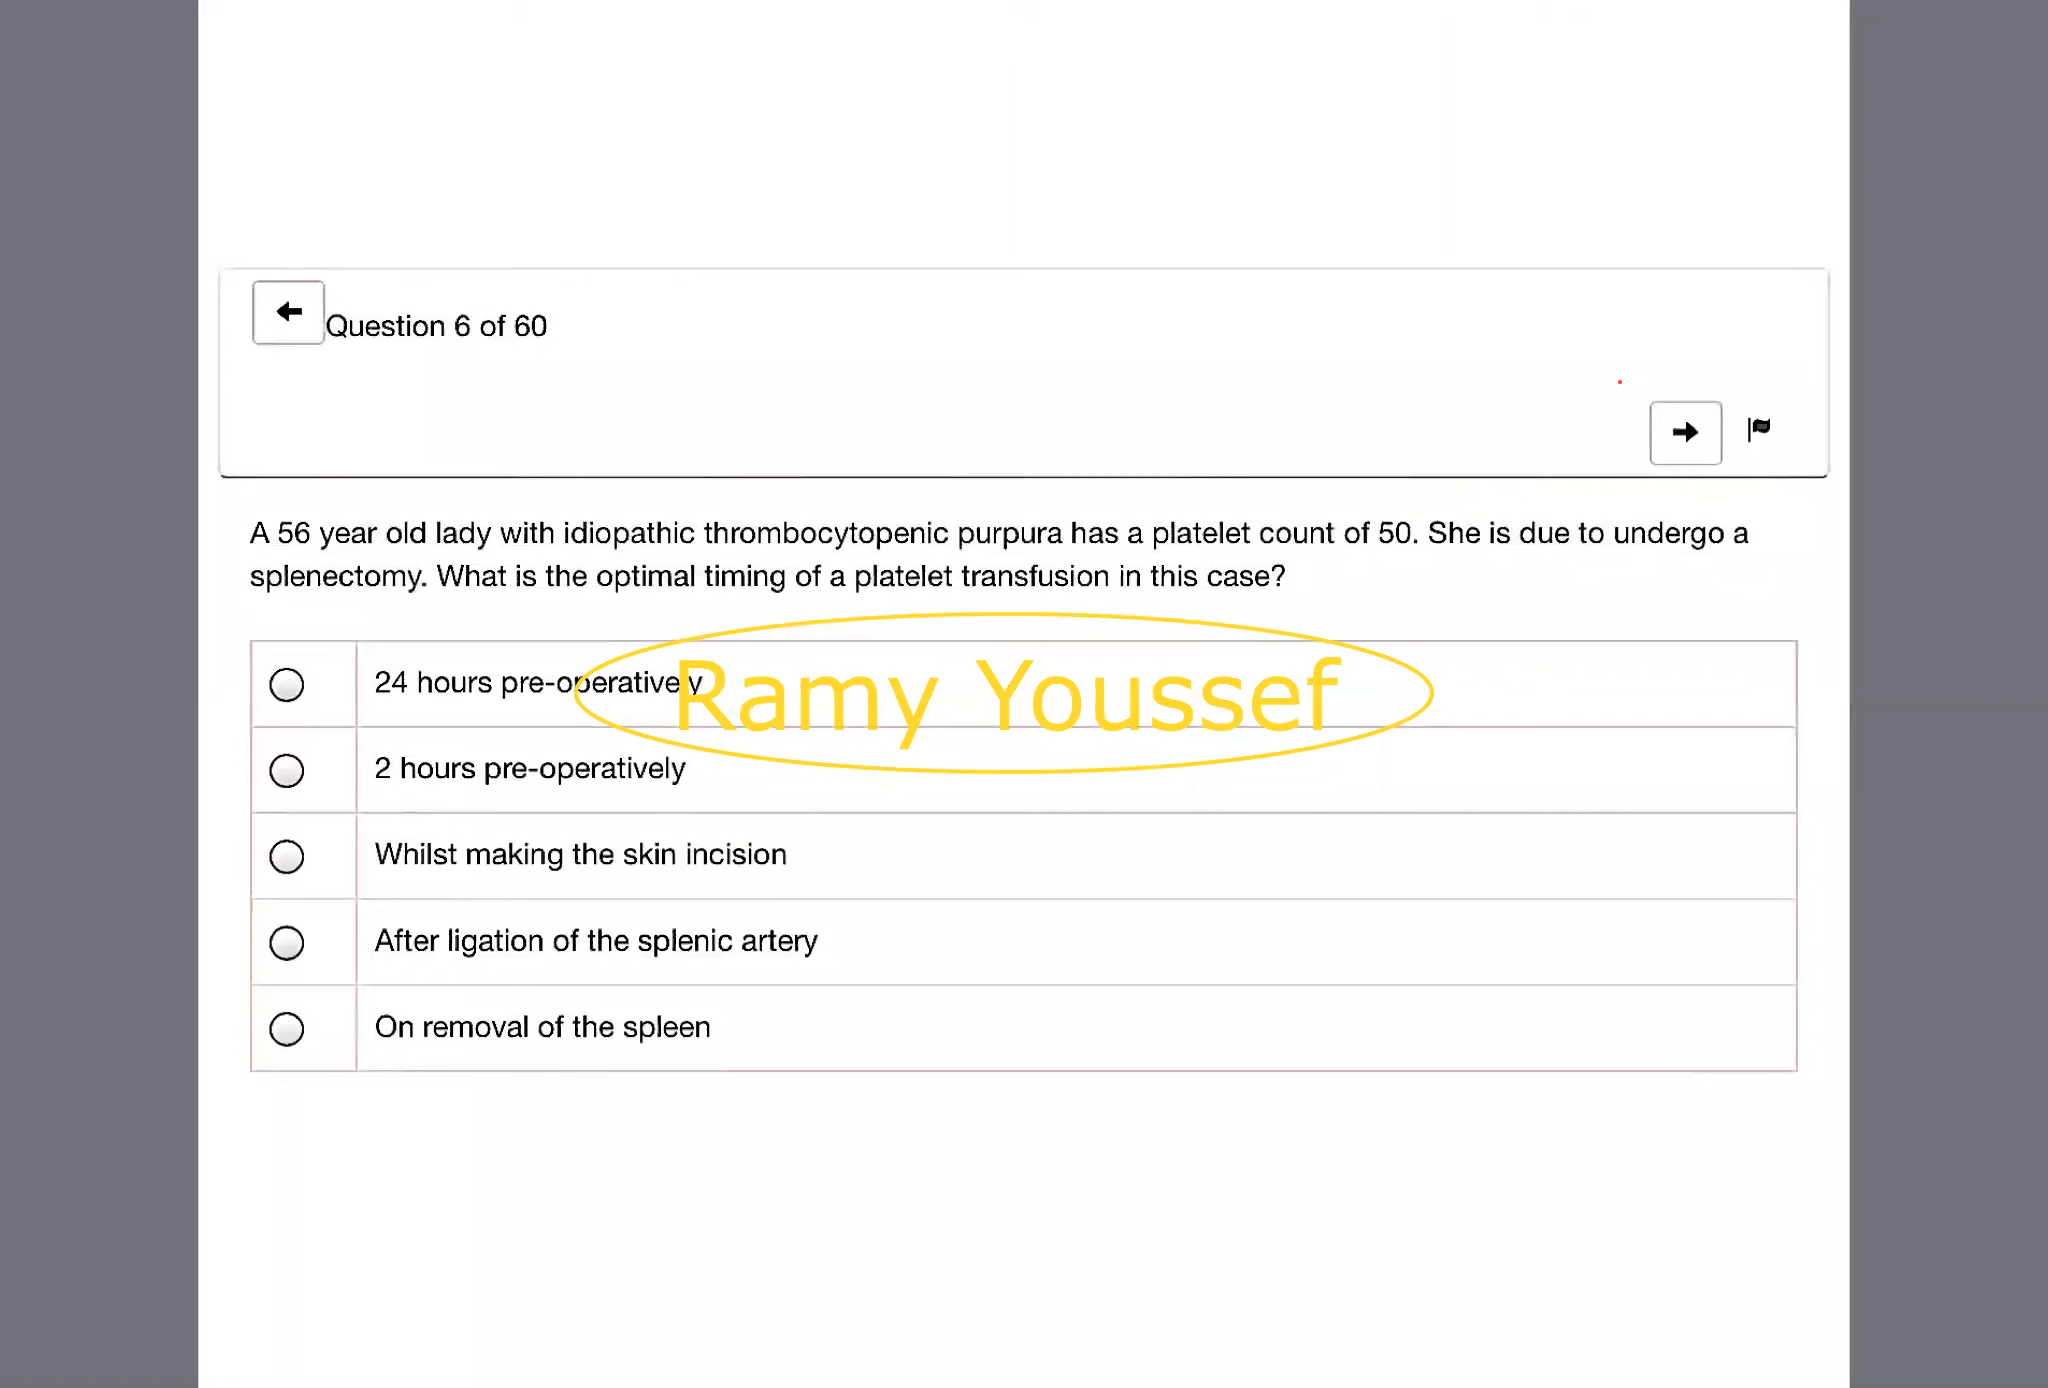 Question 6 of 60
A 56 year old lady with idiopathic thrombocytopenic purpura has a platelet count of 50. She is due to undergo a
splenectomy. What is the optimal timing of a platelet transfusion in this case?
24 hours pre-operatively
Ramy Youssef
2 hours pre-operatively
Whilst making the skin incision
After ligation of the splenic artery
On removal of the spleen